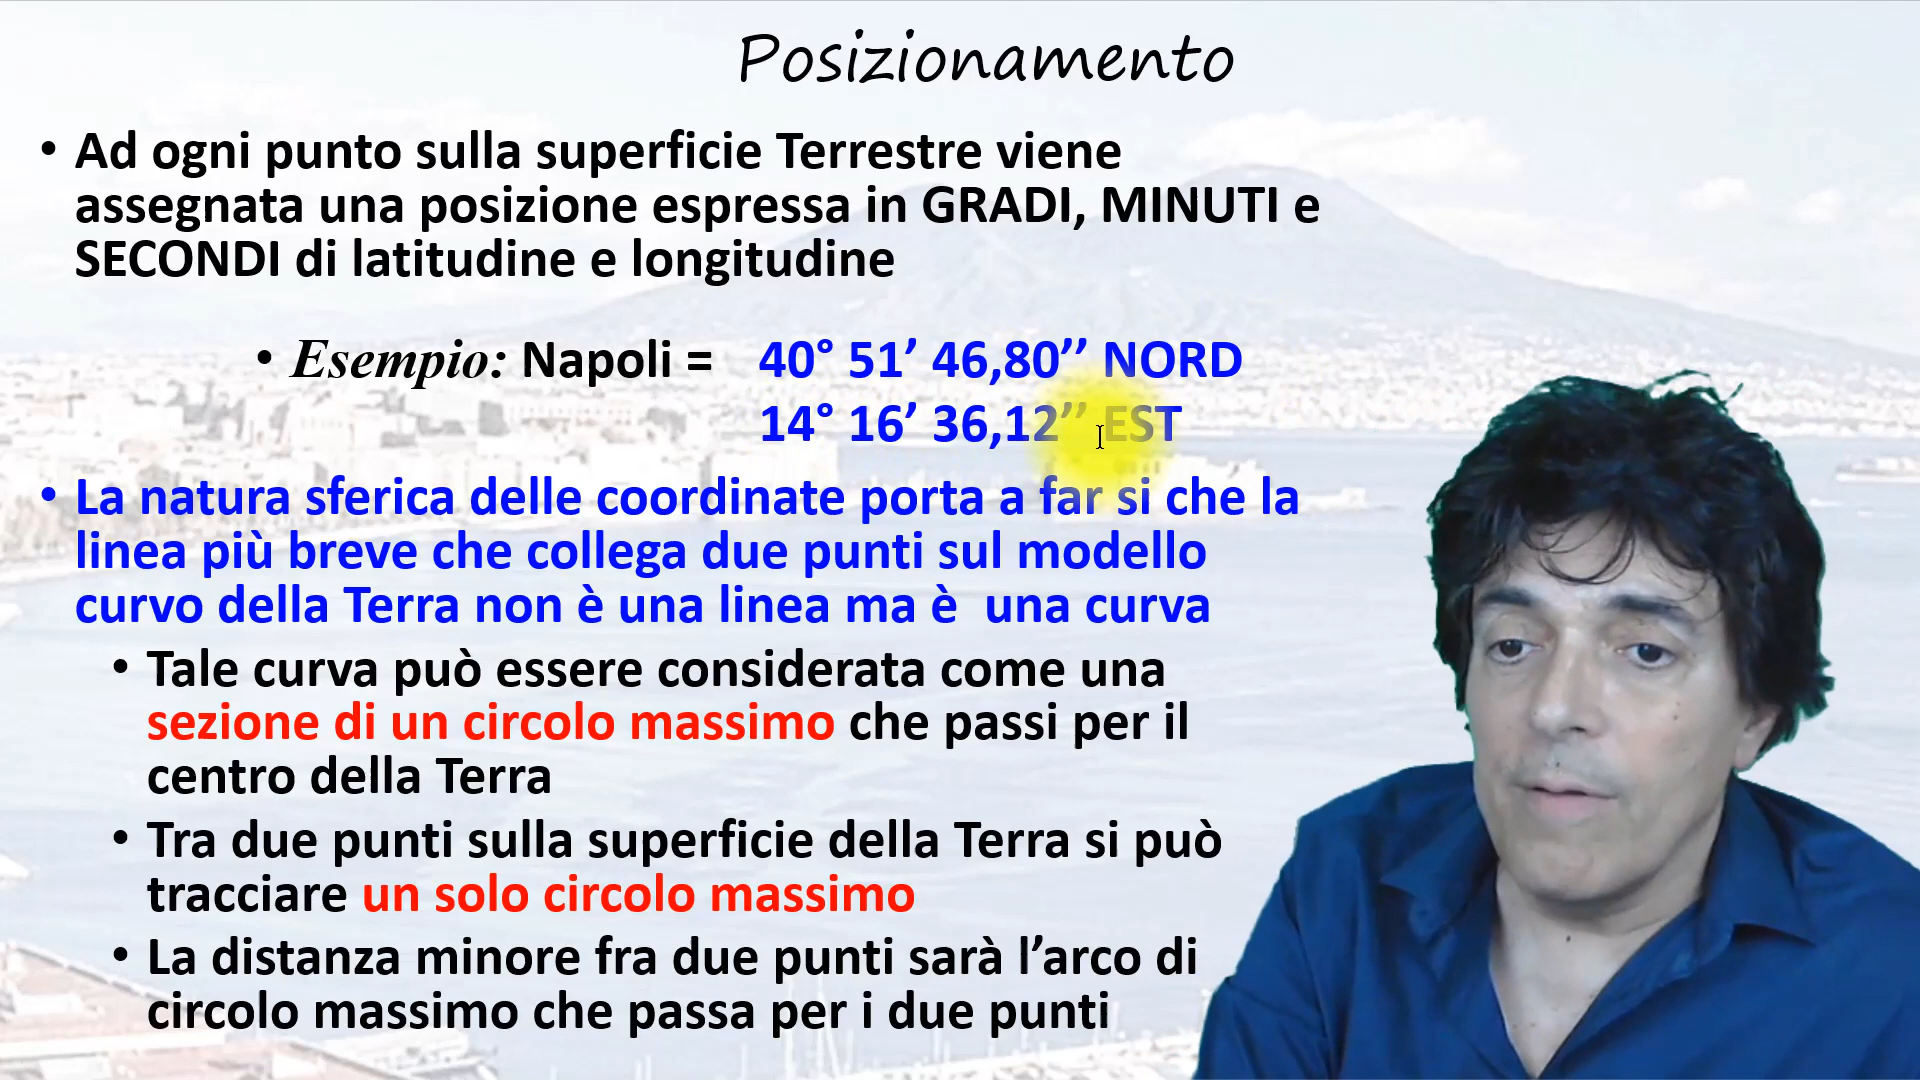 Posizionamento
• Ad ogni punto sulla superficie Terrestre viene
assegnata una posizione espressa in GRADI, MINUTI e
SECONDI di latitudine e longitudine
• Esempio: Napoli = 40° 51’ 46,80’’ NORD
14° 16’ 36,12’’ EST
• La natura sferica delle coordinate porta a far si che la
linea più breve che collega due punti sul modello
curvo della Terra non è una linea ma è  una curva
• Tale curva può essere considerata come una
sezione di un circolo massimo che passi per il
centro della Terra
• Tra due punti sulla superficie della Terra si può
tracciare un solo circolo massimo
• La distanza minore fra due punti sarà l’arco di
circolo massimo che passa per i due punti